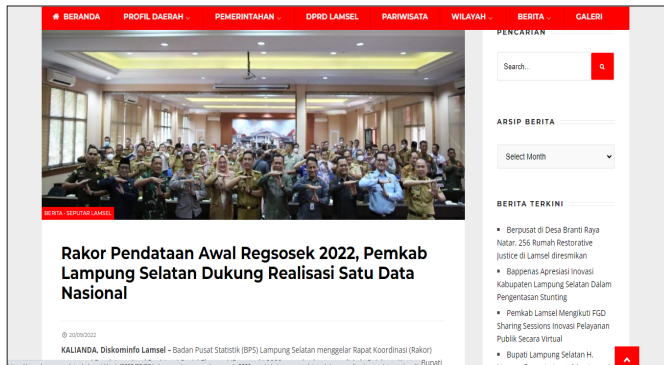 BERANDA PROFIL DAERAH PEMERINTAHAN DPRD LAMSEL PARIWISATA WILAYAH BERITA GALERI
BERITA - SEPUTAR LAMSEL
Rakor Pendataan Awal Regsosek 2022, Pemkab
Lampung Selatan Dukung Realisasi Satu Data
Nasional
20/09/2022
KALIANDA, Diskominfo Lamsel – Badan Pusat Statistik (BPS) Lampung Selatan menggelar Rapat Koordinasi (Rakor)
Bupati
PENCARIAN
Search...
ARSIP BERITA
Select Month
BERITA TERKINI
Berpusat di Desa Branti Raya
Natar, 256 Rumah Restorative
Justice di Lamsel diresmikan
Bappenas Apresiasi Inovasi
Kabupaten Lampung Selatan Dalam
Pengentasan Stunting
Pemkab Lamsel Mengikuti FGD
Sharing Sessions Inovasi Pelayanan
Publik Secara Virtual
Bupati Lampung Selatan H.